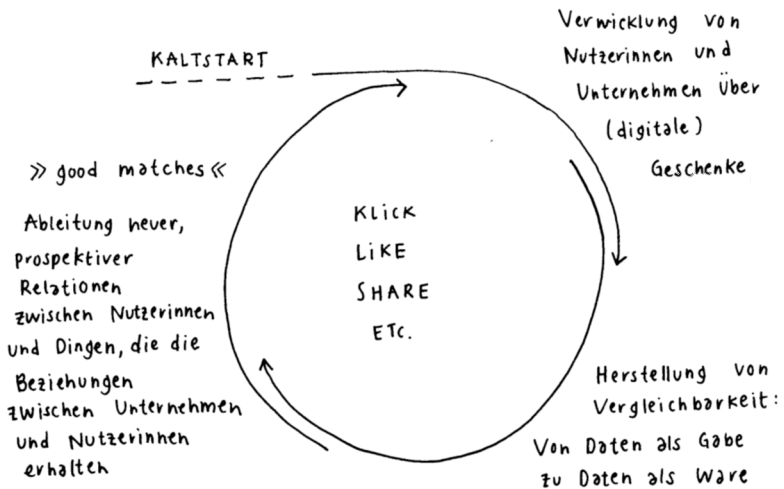 KALTSTART
Verwicklung von
Nutzerinnen und
Unternehmen über
(digitale)
Geschenke
» good matches «
Ableitung neuer,
prospektiver
Relationen
zwischen Nutzerinnen
und Dingen, die die
Beziehungen
zwischen Unternehmen
und Nutzerinnen
erhalten
KLICK
LIKE
SHARE
ETC.
Herstellung von
Vergleichbarkeit:
Von Daten als Gabe
zu Daten als Ware